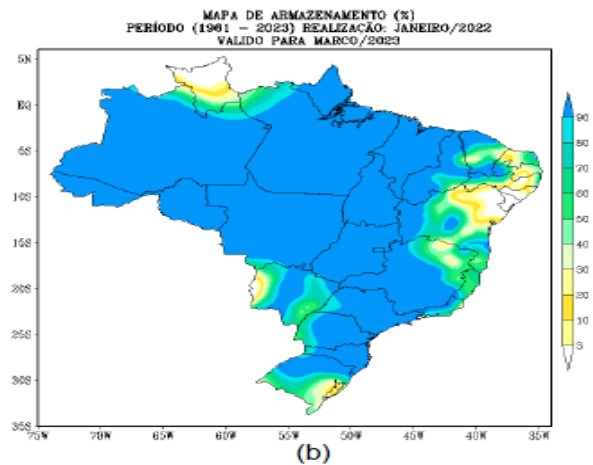 MAPA DE ARMAZENAMENTO (%)
PERÍODO (1961 - 2023) REALIZAÇÃO: JANEIRO/2022
VALIDO PARA MARCO/2023
5N
E0
5S
10S
15S
20S
25S
30S
35S
75W 70W 65W 60W 55W 50W 45W 40W 35W
90
80
70
60
50
40
30
20
10
3
(b)